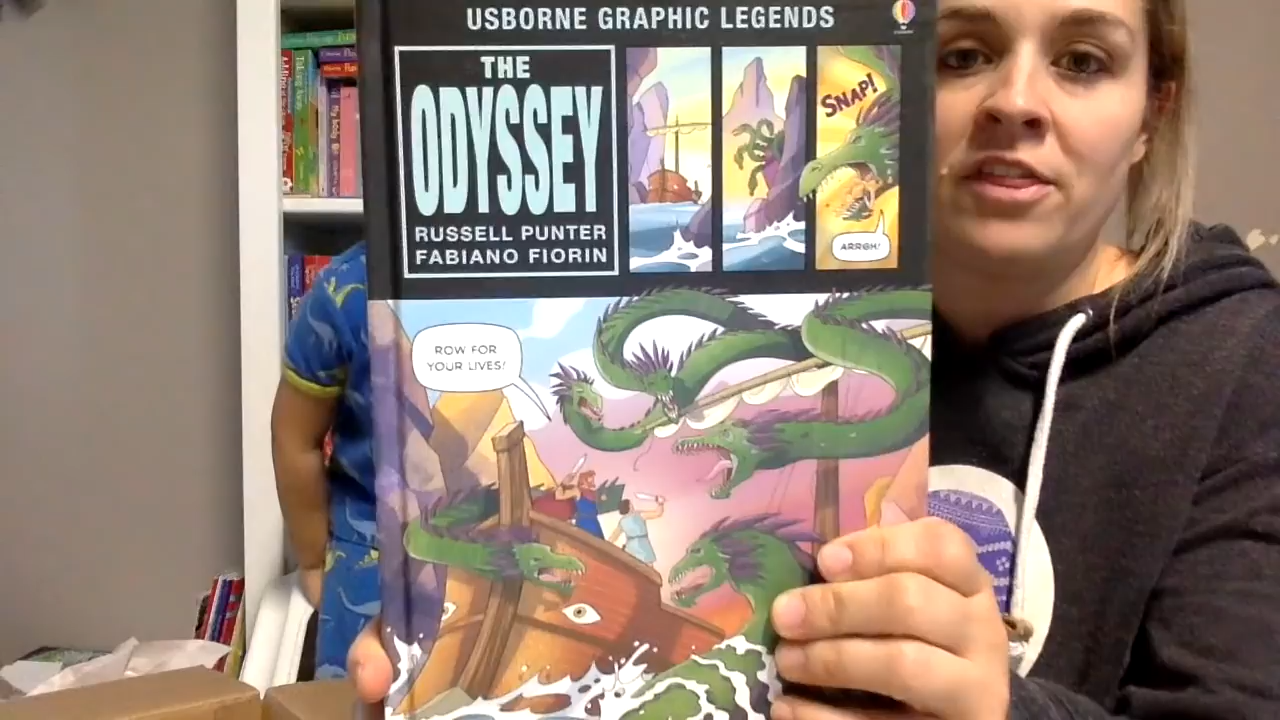 USBORNE GRAPHIC LEGENDS
THE
ODYSSEY
RUSSELL PUNTER
FABIANO FIORIN
SNAP!
ARRGH!
ROW FOR
YOUR LIVES!